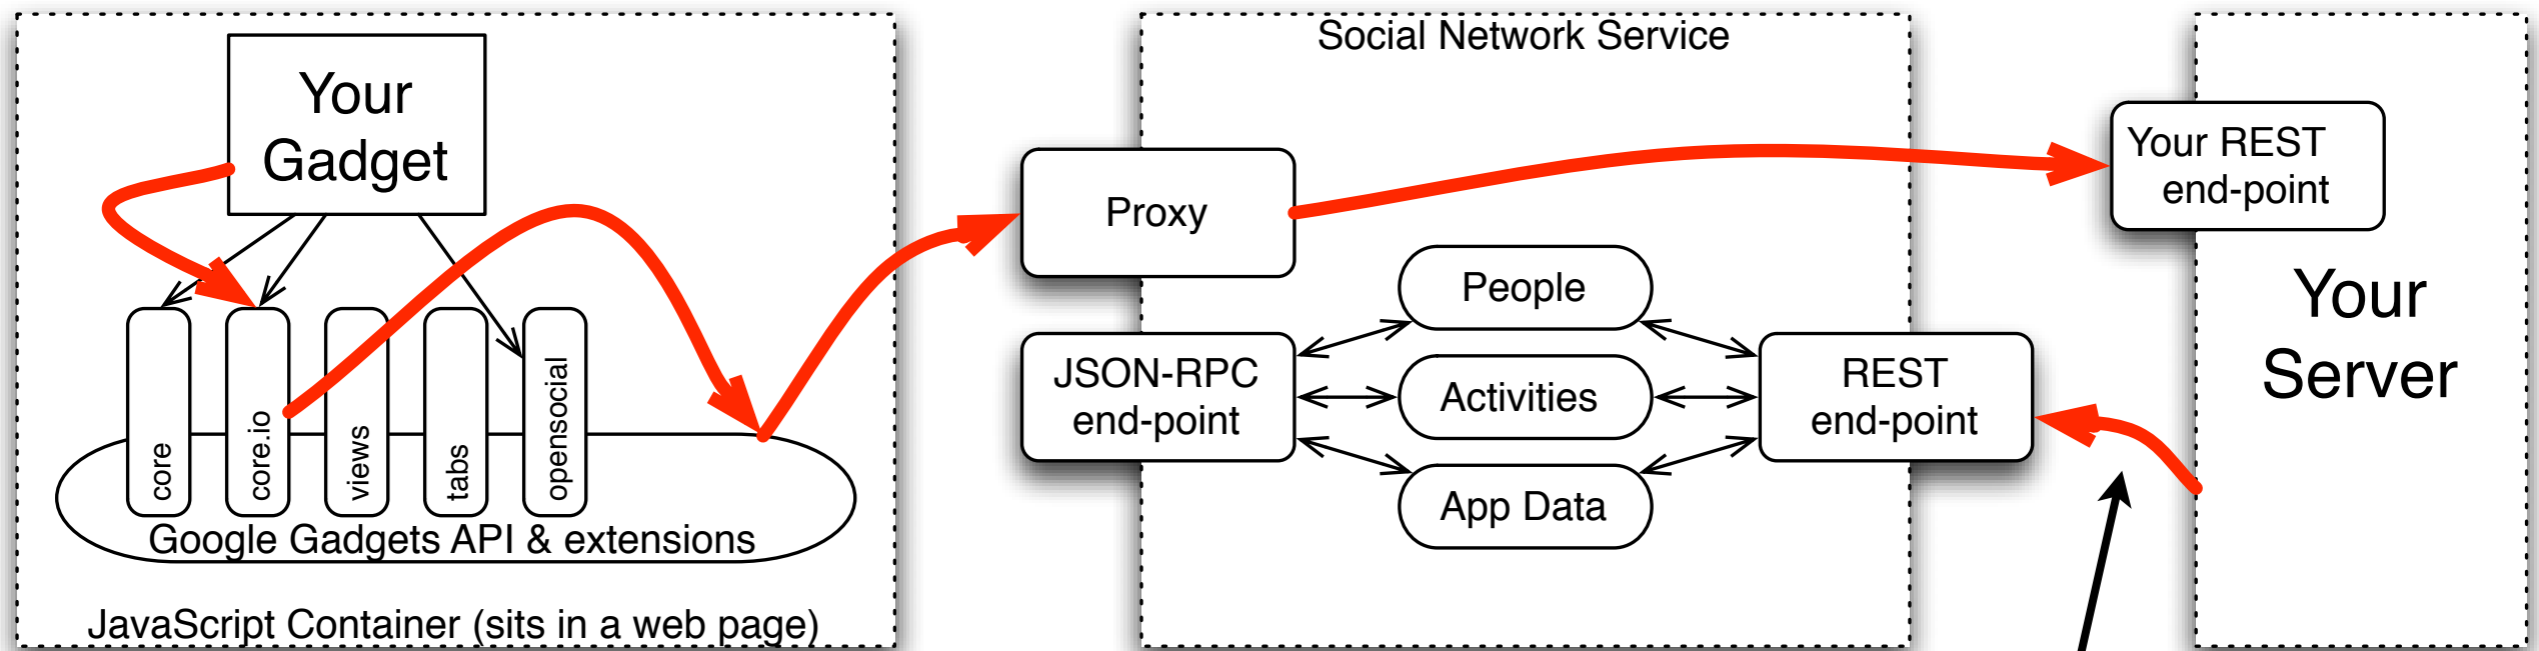 Your
Gadget
core
core.io
views
tabs
opensocial
Google Gadgets API & extensions
JavaScript Container (sits in a web page)
Social Network Service
Proxy
JSON-RPC
end-point
People
Activities
App Data
REST
end-point
Your REST
end-point
Your
Server